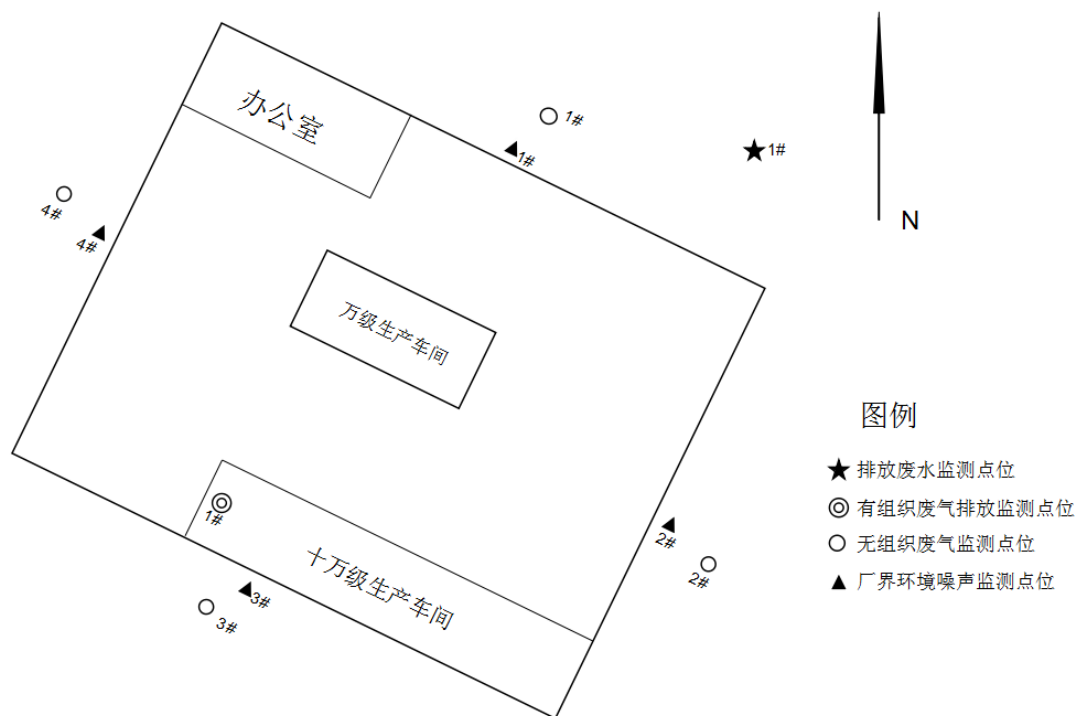 办公室
1#
1#
1#
N
4#
4#
万级生产车间
图例
排放废水监测点位
1#
有组织废气排放监测点位
2#
无组织废气监测点位
2#
十万级生产车间
厂界环境噪声监测点位
3#
3#